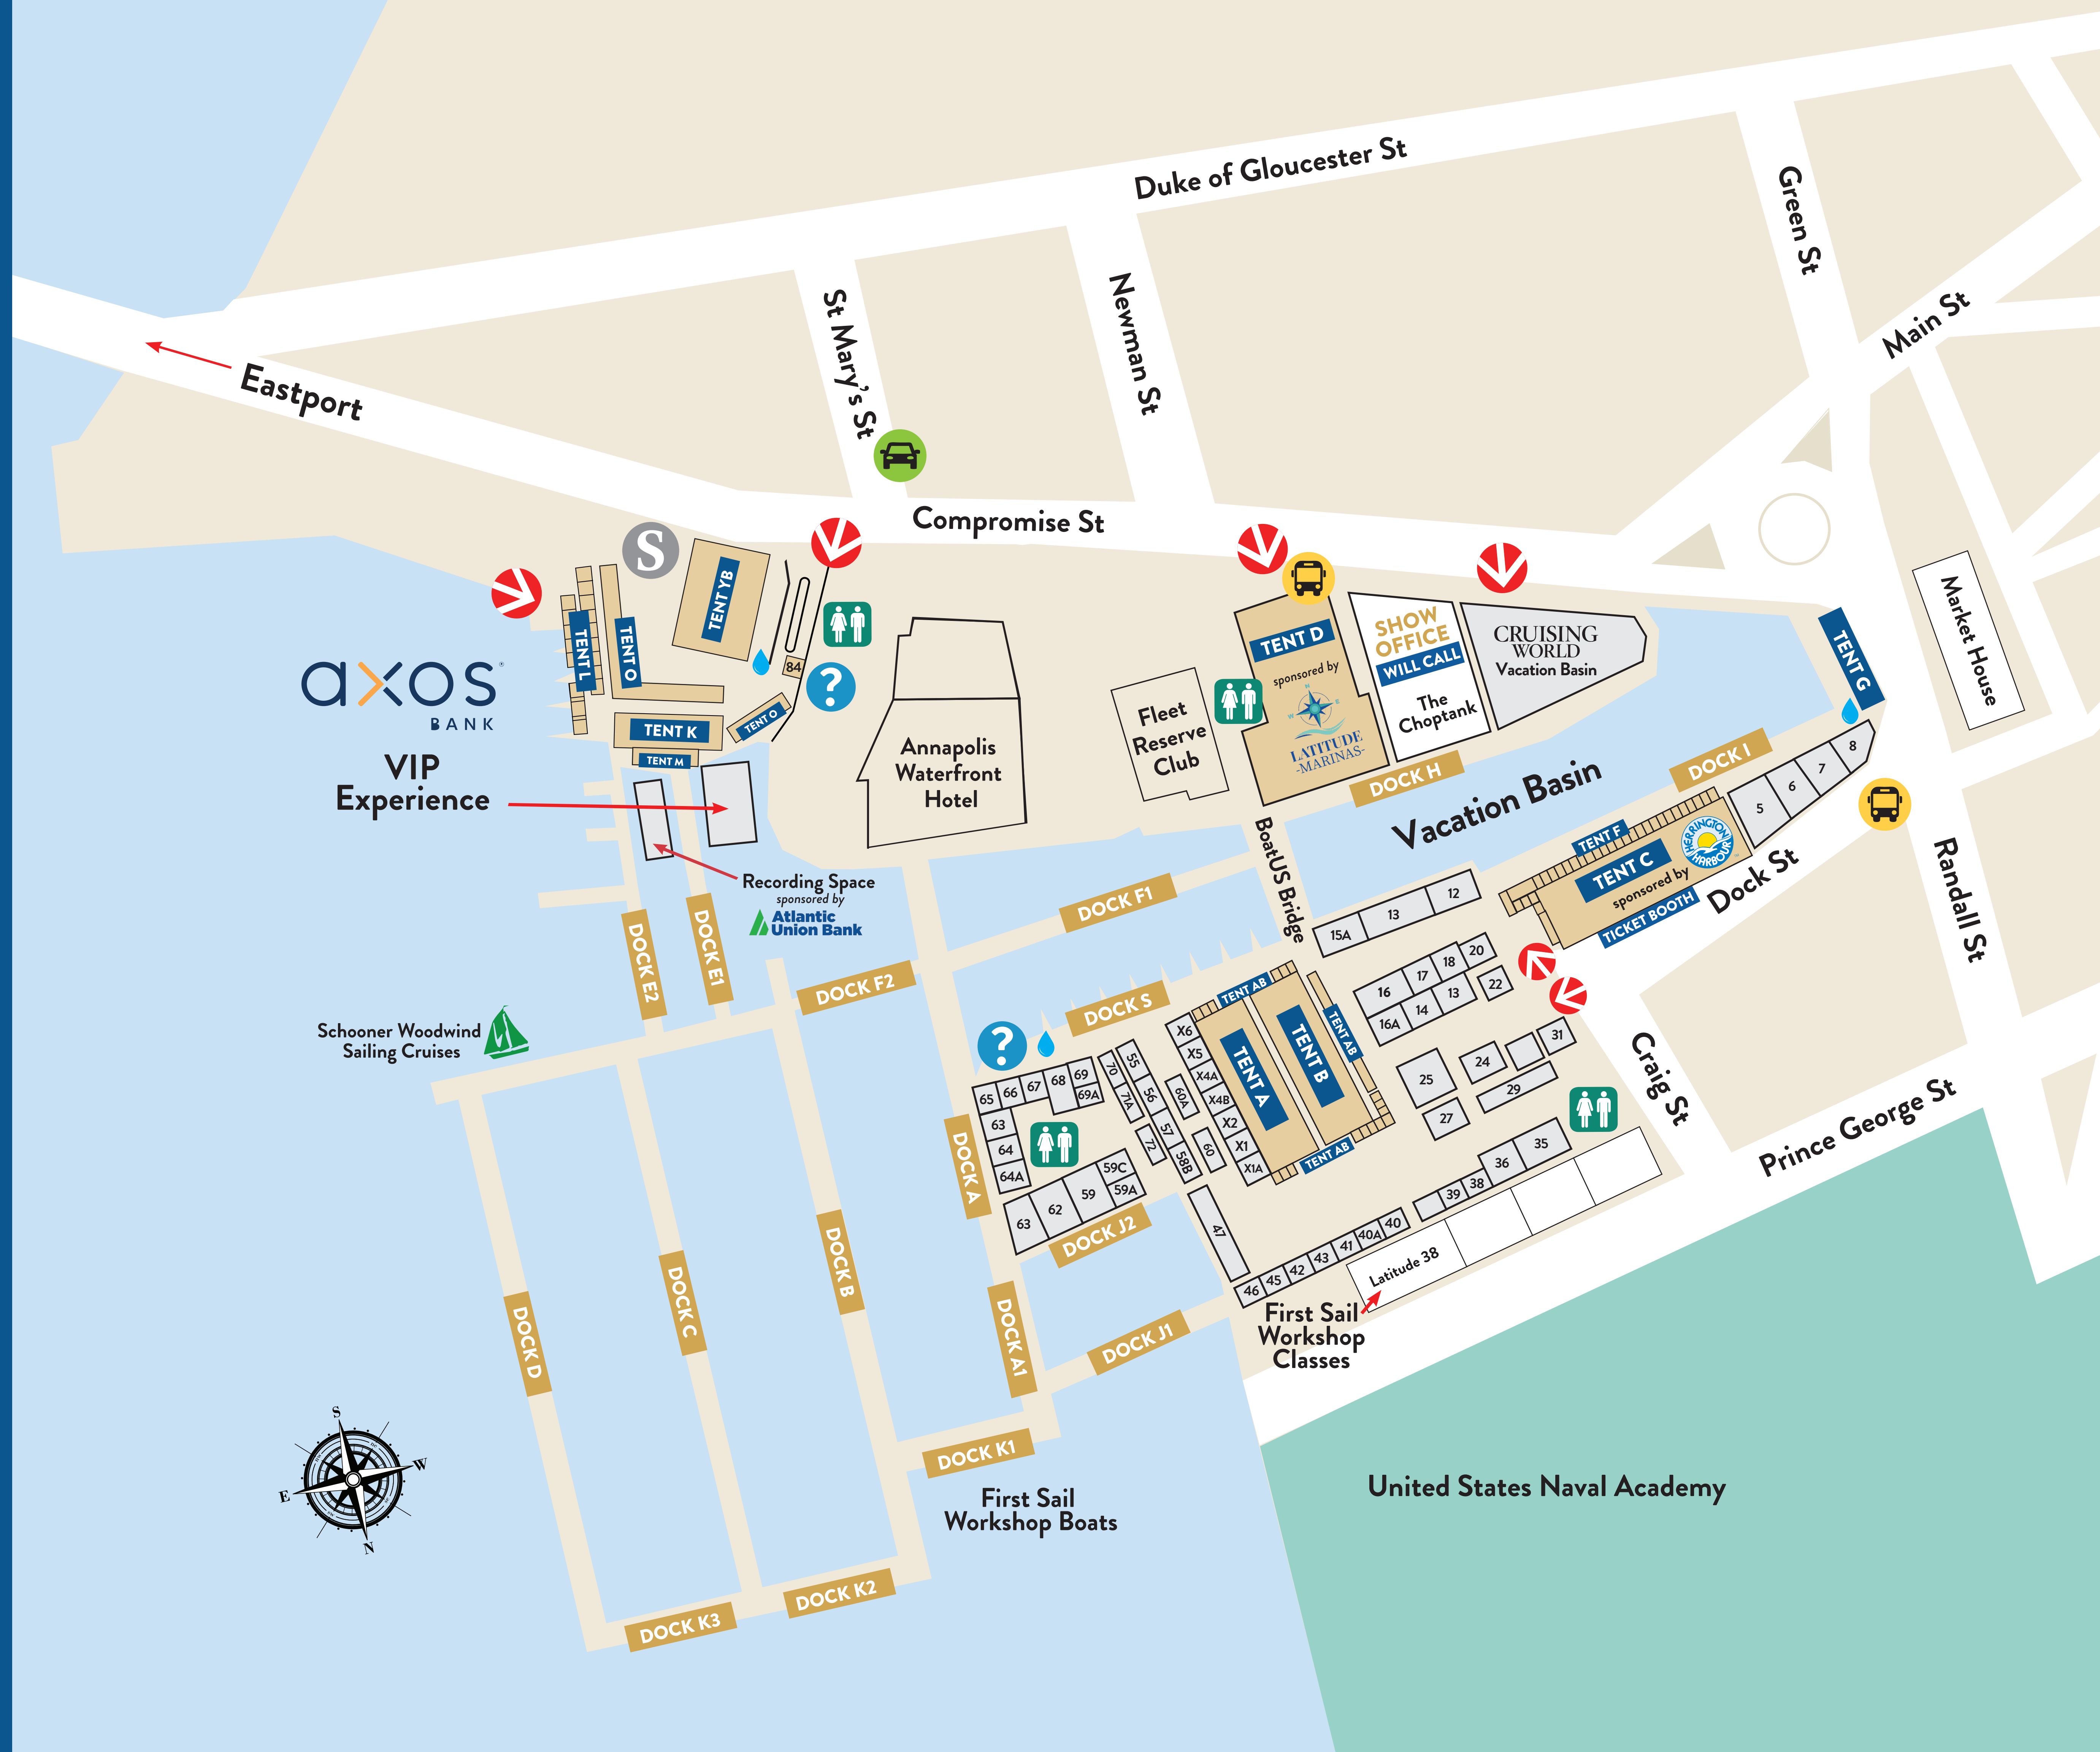 Duke of Gloucester St
Green St
Main St
St Mary's St
Newman St
Eastport
Compromise St
Market House
Randall St
Dock St
Craig St
Prince George St
S
TENT YB
TENT L
TENT O
84
?
TENT O
TENT K
TENT M
axos
BANK
VIP
Experience
Annapolis
Waterfront
Hotel
Fleet
Reserve
Club
TENT D
sponsored by
LATITUDE
-MARINAS-
SHOW
OFFICE
WILL CALL
The
Choptank
CRUISING
WORLD
Vacation Basin
TENT G
DOCK H
Vacation Basin
DOCK I
8
7
6
5
TENT F
HERRINGTON
HARBOUR
TENT C
sponsored by
TICKET BOOTH
BoatUS Bridge
Recording Space
sponsored by
Atlantic
Union Bank
DOCK E2
DOCK E1
DOCK F1
DOCK F2
DOCK S
Schooner Woodwind
Sailing Cruises
12
13
15A
20
18
17
16
22
13
14
16A
31
24
25
29
27
35
36
38
39
40
40A
41
43
42
45
46
47
TENT AB
TENT A
TENT B
TENT AB
TENT AB
X6
X5
X4A
X4B
X2
X1
X1A
55
56
57
58B
60A
60
70
71A
72
?
65
66
67
68
69
69A
63
64
64A
59C
59A
59
62
63
DOCK A
DOCK J2
DOCK A1
DOCK J1
DOCK B
DOCK C
DOCK D
DOCK K1
DOCK K2
DOCK K3
Latitude 38
First Sail
Workshop
Classes
First Sail
Workshop Boats
United States Naval Academy
S
W
E
N